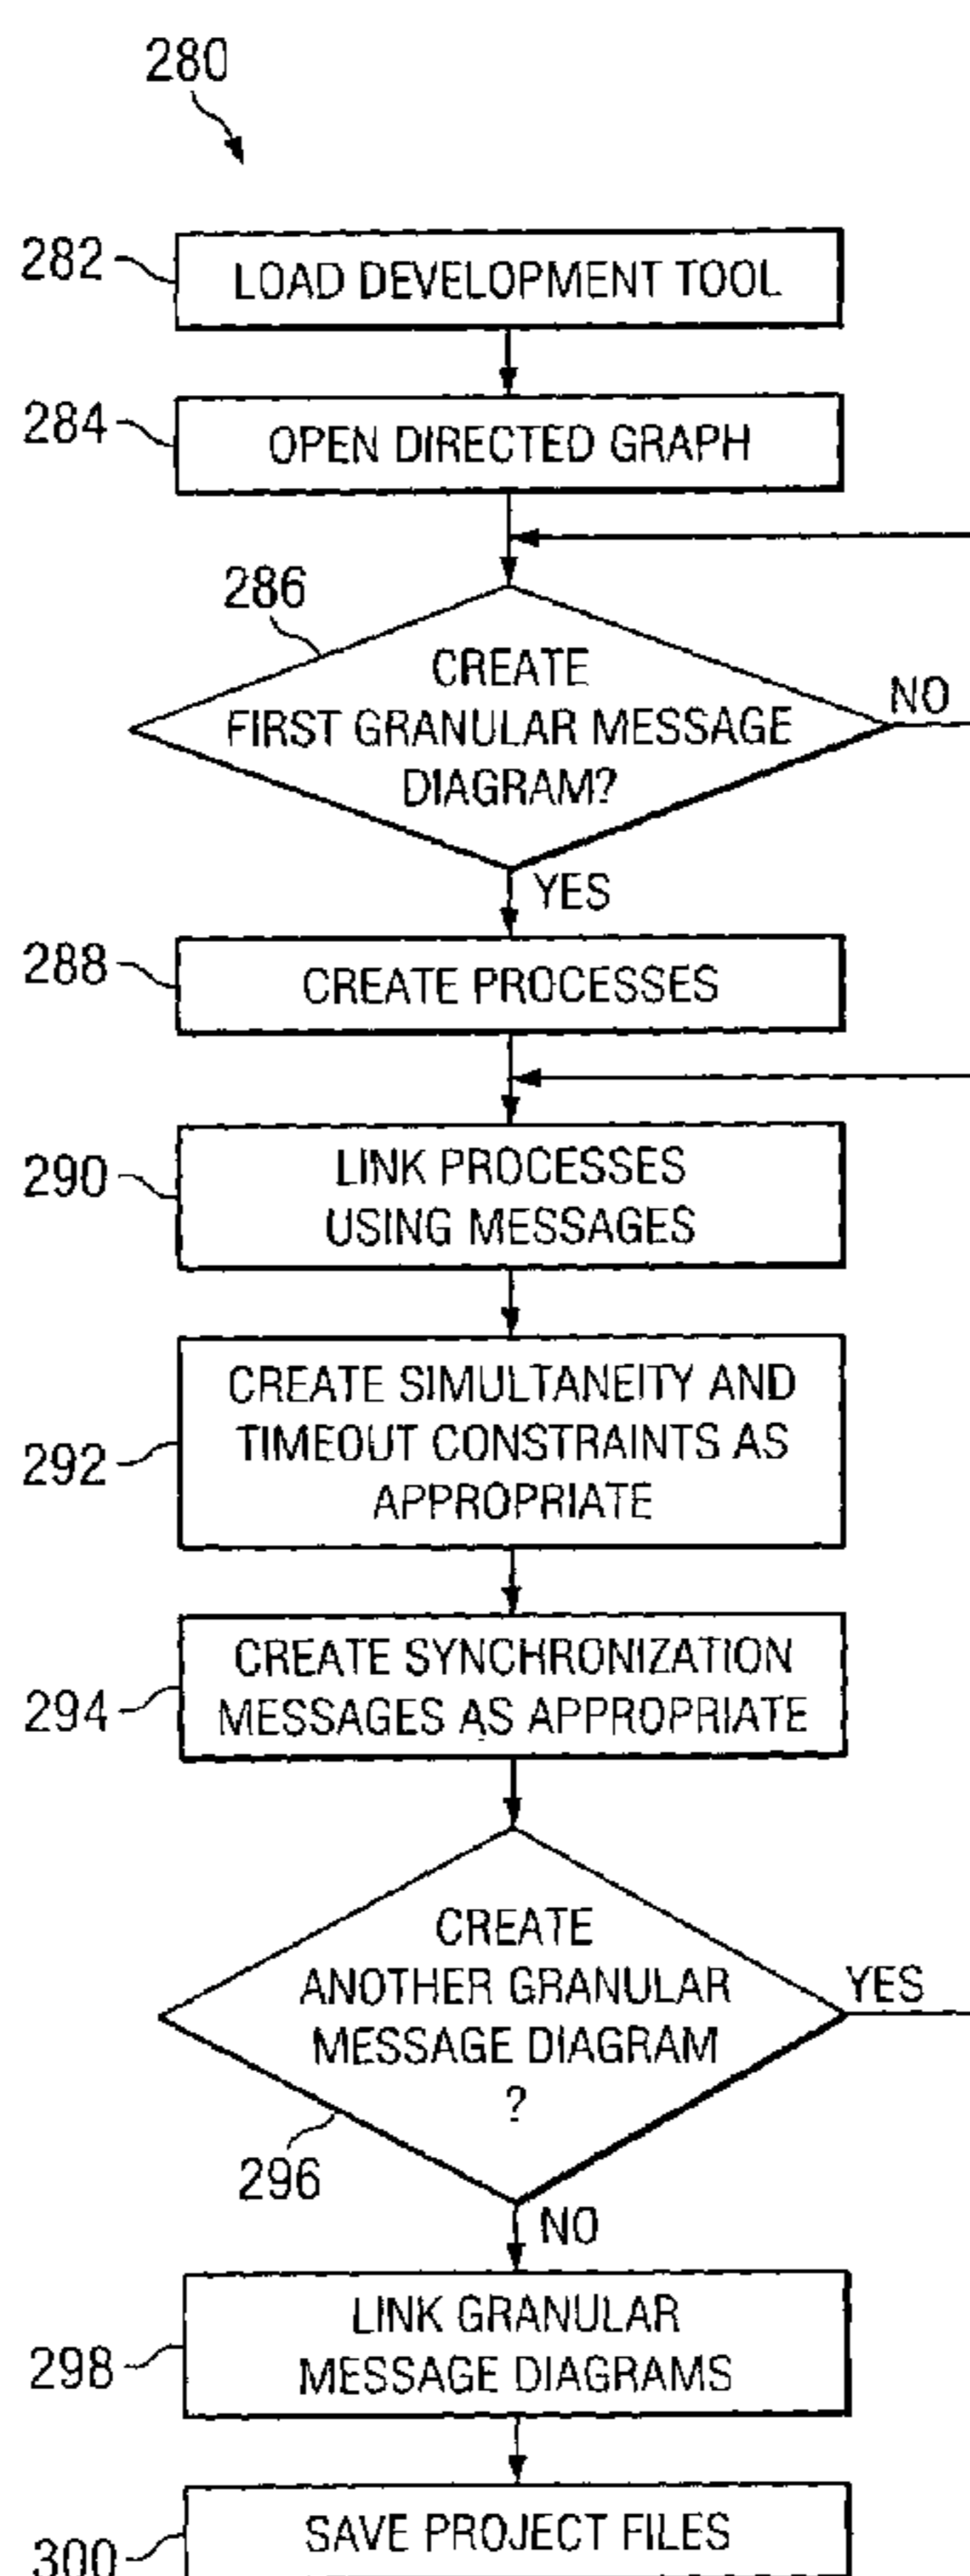 280
282
LOAD DEVELOPMENT TOOL
284
OPEN DIRECTED GRAPH
286
CREATE
FIRST GRANULAR MESSAGE
DIAGRAM?
NO
YES
288
CREATE PROCESSES
290
LINK PROCESSES
USING MESSAGES
292
CREATE SIMULTANEITY AND
TIMEOUT CONSTRAINTS AS
APPROPRIATE
294
CREATE SYNCHRONIZATION
MESSAGES AS APPROPRIATE
CREATE
ANOTHER GRANULAR
MESSAGE DIAGRAM
?
YES
296
NO
298
LINK GRANULAR
MESSAGE DIAGRAMS
300
SAVE PROJECT FILES